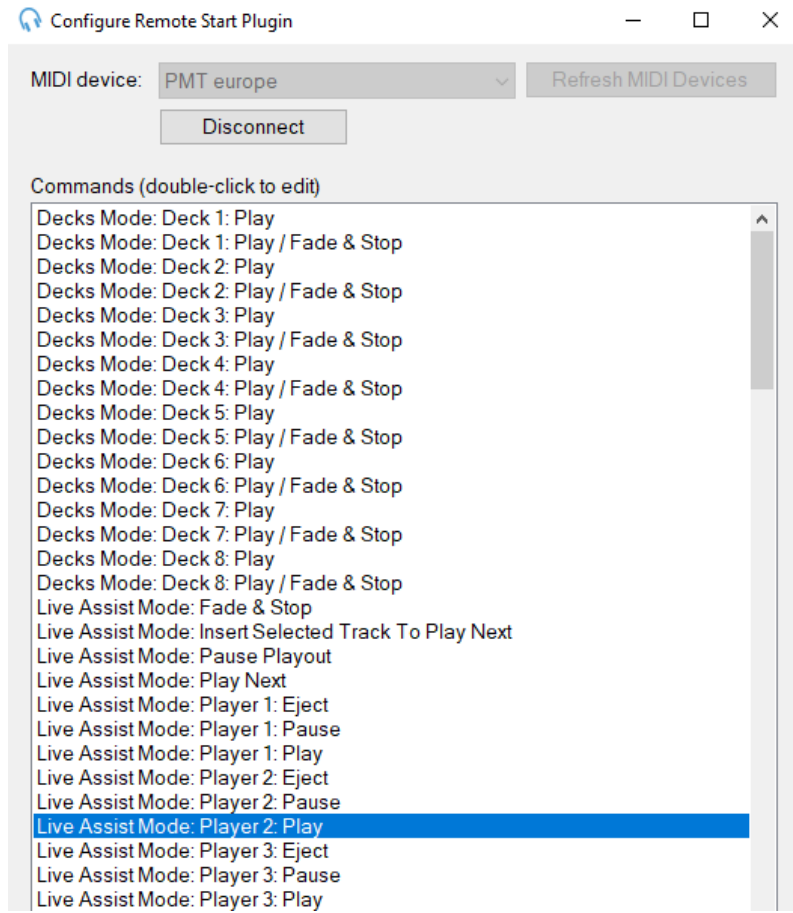 Configure Remote Start Plugin
MIDI device: PMT europe Refresh MIDI Devices
Disconnect
Commands (double-click to edit)
Decks Mode: Deck 1: Play
Decks Mode: Deck 1: Play / Fade & Stop
Decks Mode: Deck 2: Play
Decks Mode: Deck 2: Play / Fade & Stop
Decks Mode: Deck 3: Play
Decks Mode: Deck 3: Play / Fade & Stop
Decks Mode: Deck 4: Play
Decks Mode: Deck 4: Play / Fade & Stop
Decks Mode: Deck 5: Play
Decks Mode: Deck 5: Play / Fade & Stop
Decks Mode: Deck 6: Play
Decks Mode: Deck 6: Play / Fade & Stop
Decks Mode: Deck 7: Play
Decks Mode: Deck 7: Play / Fade & Stop
Decks Mode: Deck 8: Play
Decks Mode: Deck 8: Play / Fade & Stop
Live Assist Mode: Fade & Stop
Live Assist Mode: Insert Selected Track To Play Next
Live Assist Mode: Pause Playout
Live Assist Mode: Play Next
Live Assist Mode: Player 1: Eject
Live Assist Mode: Player 1: Pause
Live Assist Mode: Player 1: Play
Live Assist Mode: Player 2: Eject
Live Assist Mode: Player 2: Pause
Live Assist Mode: Player 2: Play
Live Assist Mode: Player 3: Eject
Live Assist Mode: Player 3: Pause
Live Assist Mode: Player 3: Play